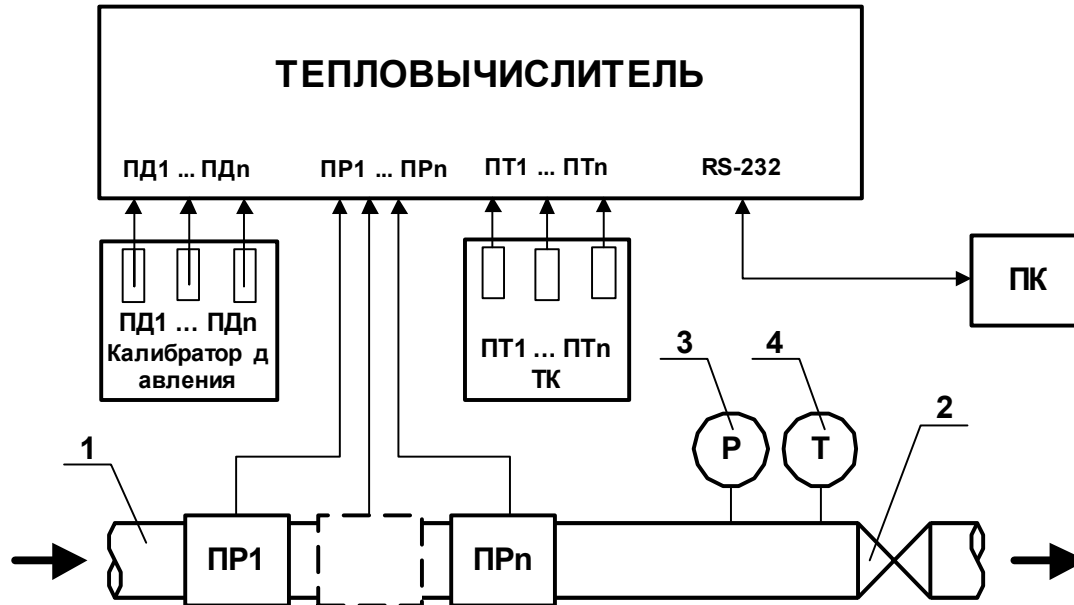 ТЕПЛОВЫЧИСЛИТЕЛЬ
ПД1 ... ПДn ПР1 ... ПРn ПТ1 ... ПТn RS-232
ПД1 ... ПДn
Калибратор д
авления
ПТ1 ... ПТn
ТК
ПК
3 4 2
1
P T
ПР1 ПРn